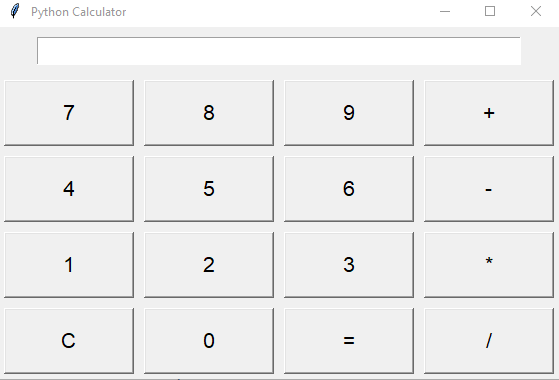 Python Calculator
7 8 9 +
4 5 6 -
1 2 3 *
C 0 = /